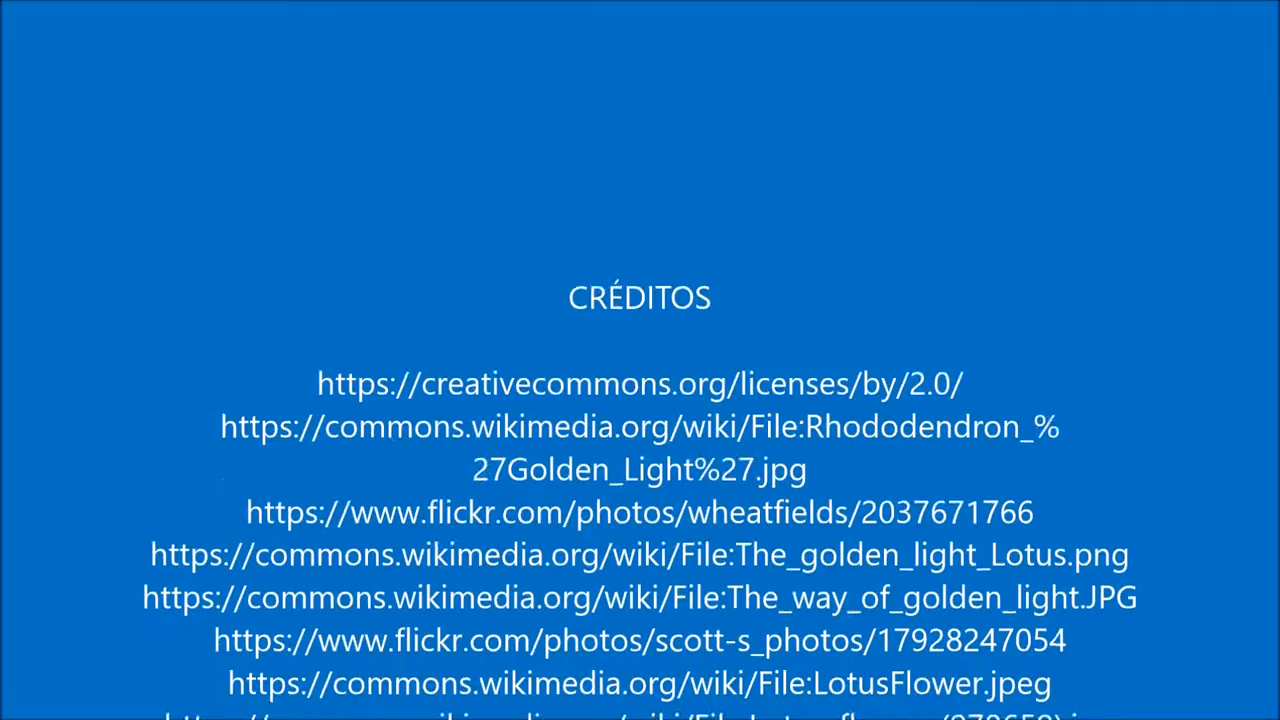 CRÉDITOS
https://creativecommons.org/licenses/by/2.0/
https://commons.wikimedia.org/wiki/File:Rhododendron_%
27Golden_Light%27.jpg
https://www.flickr.com/photos/wheatfields/2037671766
https://commons.wikimedia.org/wiki/File:The_golden_light_Lotus.png
https://commons.wikimedia.org/wiki/File:The_way_of_golden_light.JPG
https://www.flickr.com/photos/scott-s_photos/17928247054
https://commons.wikimedia.org/wiki/File:LotusFlower.jpeg